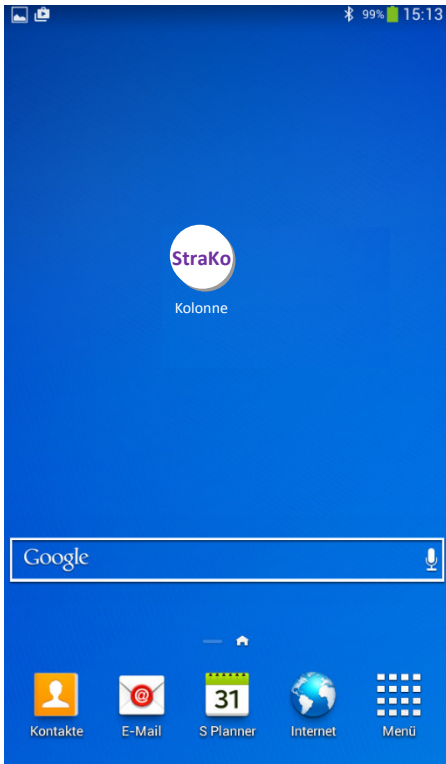 99% 15:13
StraKo
Kolonne
Google
@
31
Kontakte E-Mail S Planner Internet Menü